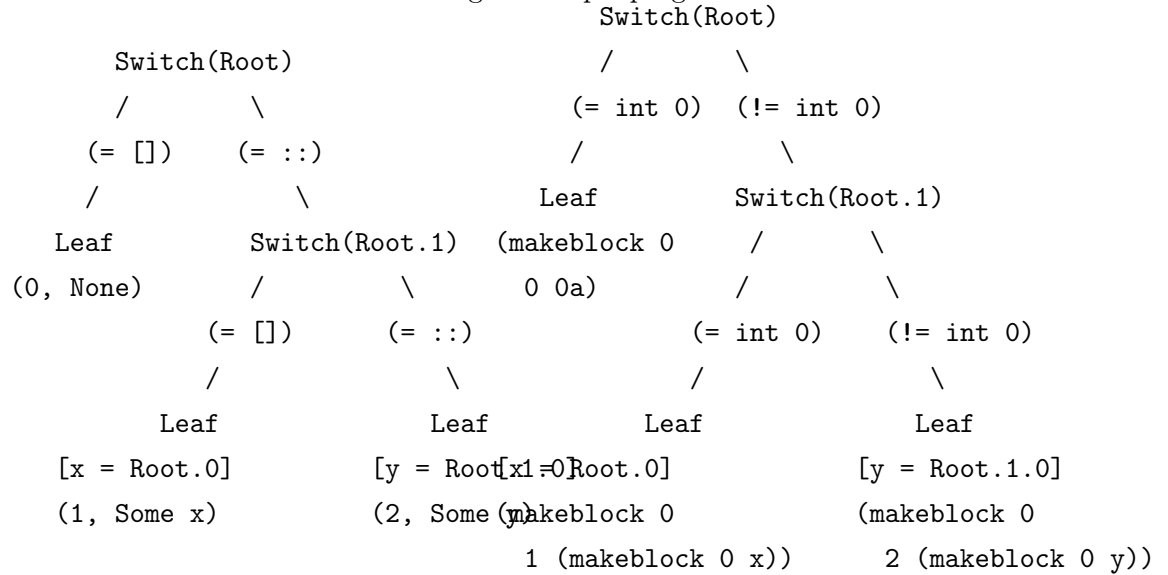 Switch(Root)
/ \
(= []) (= ::)
/ \
Leaf Switch(Root.1)
(0, None) / \
(= []) (= ::)
/ \
Leaf Leaf
[x = Root.0] [y = Root.1.0]
(1, Some x) (2, Some y)
Switch(Root)
/ \
(= int 0) (!= int 0)
/ \
Leaf Switch(Root.1)
(makeblock 0 / \
0 0a) / \
(= int 0) (!= int 0)
/ \
Leaf Leaf
[x = Root.0] [y = Root.1.0]
(makeblock 0 (makeblock 0
1 (makeblock 0 x)) 2 (makeblock 0 y))